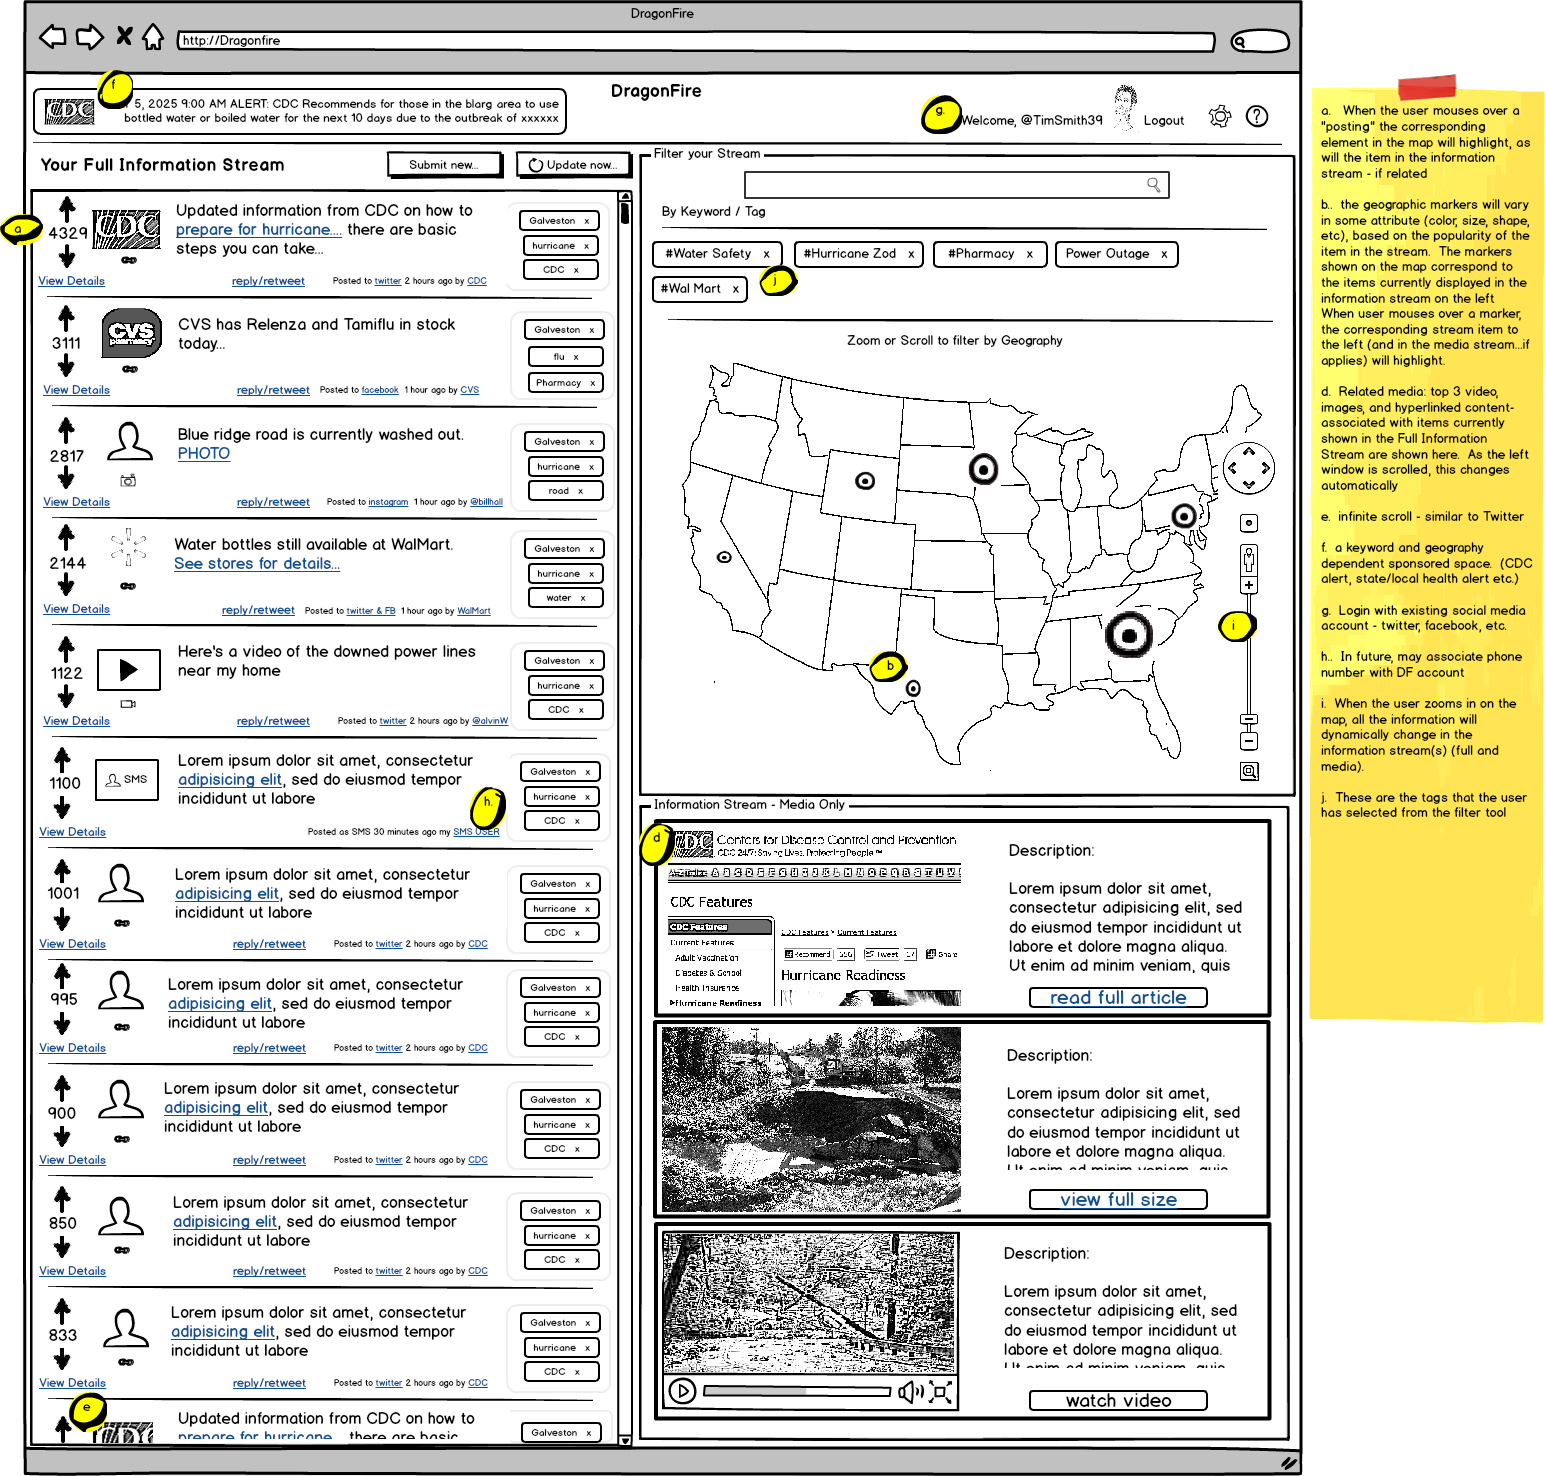 DragonFire
http://Dragonfire
f
5, 2025 9:00 AM ALERT: CDC Recommends for those in the blarg area to use
bottled water or boiled water for the next 10 days due to the outbreak of xxxxxx
CDC
DragonFire
g.
Welcome, @TimSmith39
Logout
Your Full Information Stream
Submit new...
Update now...
a
4329
CDC
Updated information from CDC on how to
prepare for hurricane.... there are basic
steps you can take...
View Details
reply/retweet
Posted to twitter 2 hours ago by CDC
Galveston x
hurricane x
CDC x
3111
CVS
pharmacy
CVS has Relenza and Tamiflu in stock
today...
View Details
reply/retweet
Posted to facebook 1 hour ago by CVS
Galveston x
flu x
Pharmacy x
2817
Blue ridge road is currently washed out.
PHOTO
View Details
reply/retweet
Posted to instagram 1 hour ago by @billhall
Galveston x
hurricane x
road x
2144
Water bottles still available at WalMart.
See stores for details...
View Details
reply/retweet
Posted to twitter & FB 1 hour ago by WalMart
Galveston x
hurricane x
water x
1122
Here's a video of the downed power lines
near my home
View Details
reply/retweet
Posted to twitter 2 hours ago by @alvinW
Galveston x
hurricane x
CDC x
1100
SMS
Lorem ipsum dolor sit amet, consectetur
adipisicing elit, sed do eiusmod tempor
incididunt ut labore
h.
View Details
Posted as SMS 30 minutes ago my SMS USER
Galveston x
hurricane x
CDC x
1001
Lorem ipsum dolor sit amet, consectetur
adipisicing elit, sed do eiusmod tempor
incididunt ut labore
View Details
reply/retweet
Posted to twitter 2 hours ago by CDC
Galveston x
hurricane x
CDC x
995
Lorem ipsum dolor sit amet, consectetur
adipisicing elit, sed do eiusmod tempor
incididunt ut labore
View Details
reply/retweet
Posted to twitter 2 hours ago by CDC
Galveston x
hurricane x
CDC x
900
Lorem ipsum dolor sit amet, consectetur
adipisicing elit, sed do eiusmod tempor
incididunt ut labore
View Details
reply/retweet
Posted to twitter 2 hours ago by CDC
Galveston x
hurricane x
CDC x
850
Lorem ipsum dolor sit amet, consectetur
adipisicing elit, sed do eiusmod tempor
incididunt ut labore
View Details
reply/retweet
Posted to twitter 2 hours ago by CDC
Galveston x
hurricane x
CDC x
833
Lorem ipsum dolor sit amet, consectetur
adipisicing elit, sed do eiusmod tempor
incididunt ut labore
View Details
reply/retweet
Posted to twitter 2 hours ago by CDC
Galveston x
hurricane x
CDC x
e
CDC
Updated information from CDC on how to
prepare for hurricane.... there are basic
Galveston x
Filter your Stream
By Keyword / Tag
#Water Safety x
#Hurricane Zod x
#Pharmacy x
Power Outage x
#Wal Mart x
j
Zoom or Scroll to filter by Geography
b
i
Information Stream - Media Only
d
CDC
Centers for Disease Control and Prevention
CDC 24/7: Saving Lives. Protecting People™
CDC Features
CDC Features
Current Features
Adult Vaccination
Diabetes & School
Health Insurance
Hurricane Readiness
CDC Features > Current Features
Recommend
Tweet
Share
Hurricane Readiness
Description:
Lorem ipsum dolor sit amet,
consectetur adipisicing elit, sed
do eiusmod tempor incididunt ut
labore et dolore magna aliqua.
Ut enim ad minim veniam, quis
read full article
Description:
Lorem ipsum dolor sit amet,
consectetur adipisicing elit, sed
do eiusmod tempor incididunt ut
labore et dolore magna aliqua.
Ut enim ad minim veniam, quis
view full size
Description:
Lorem ipsum dolor sit amet,
consectetur adipisicing elit, sed
do eiusmod tempor incididunt ut
labore et dolore magna aliqua.
Ut enim ad minim veniam, quis
watch video
a. When the user mouses over a
"posting" the corresponding
element in the map will highlight, as
will the item in the information
stream - if related
b.. the geographic markers will vary
in some attribute (color, size, shape,
etc), based on the popularity of the
item in the stream. The markers
shown on the map correspond to
the items currently displayed in the
information stream on the left
When user mouses over a marker,
the corresponding stream item to
the left (and in the media stream...if
applies) will highlight.
d. Related media: top 3 video,
images, and hyperlinked content-
associated with items currently
shown in the Full Information
Stream are shown here. As the left
window is scrolled, this changes
automatically
e. infinite scroll - similar to Twitter
f. a keyword and geography
dependent sponsored space. (CDC
alert, state/local health alert etc.)
g. Login with existing social media
account - twitter, facebook, etc.
h.. In future, may associate phone
number with DF account
i. When the user zooms in on the
map, all the information will
dynamically change in the
information stream(s) (full and
media).
j. These are the tags that the user
has selected from the filter tool